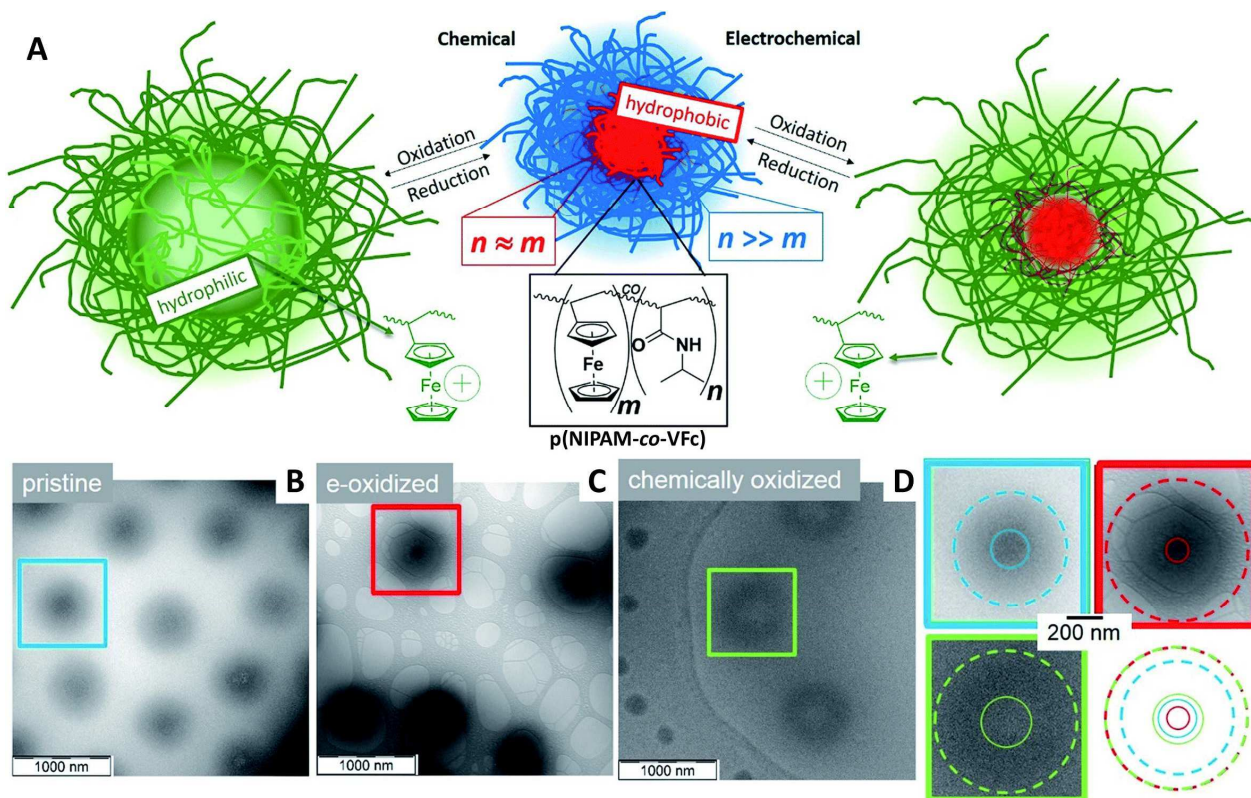 A
Chemical
Electrochemical
hydrophobic
Oxidation
Reduction
Oxidation
Reduction
n ≈ m
n >> m
hydrophilic
co
O
NH
Fe
m
n
Fe
+
Fe
+
p(NIPAM-co-VFc)
pristine
B
e-oxidized
C
chemically oxidized
D
200 nm
1000 nm
1000 nm
1000 nm